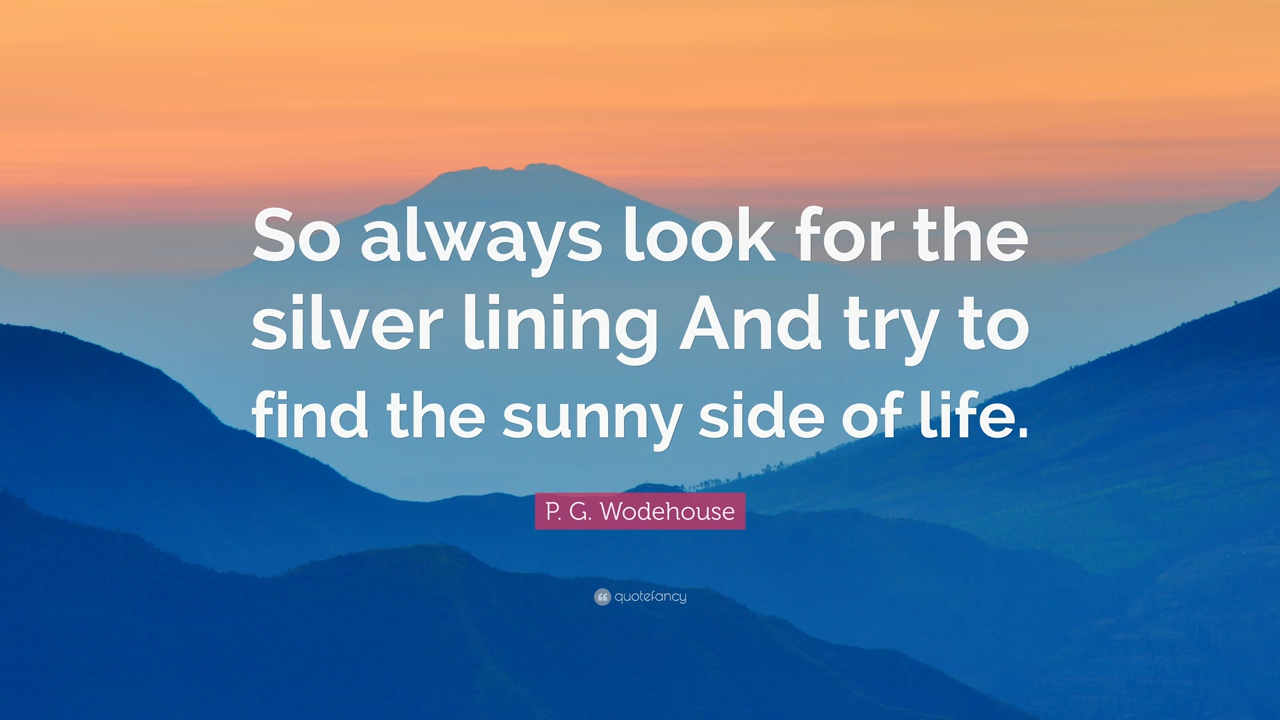 So always look for the
silver lining And try to
find the sunny side of life.
P. G. Wodehouse
quotefancy